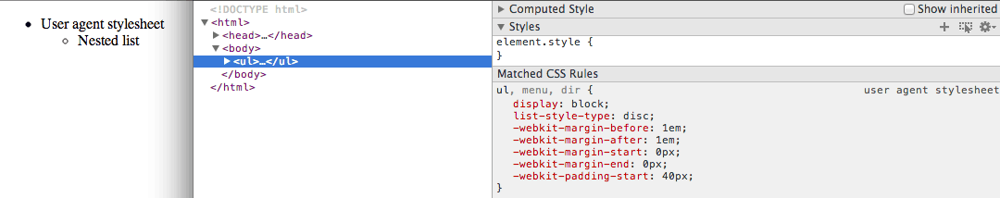 User agent stylesheet
Nested list
<!DOCTYPE html>
<html>
<head>…</head>
<body>
<ul>…</ul>
</body>
</html>
Computed Style
Show inherited
Styles
element.style {
}
Matched CSS Rules
ul, menu, dir {
user agent stylesheet
display: block;
list-style-type: disc;
-webkit-margin-before: 1em;
-webkit-margin-after: 1em;
-webkit-margin-start: 0px;
-webkit-margin-end: 0px;
-webkit-padding-start: 40px;
}